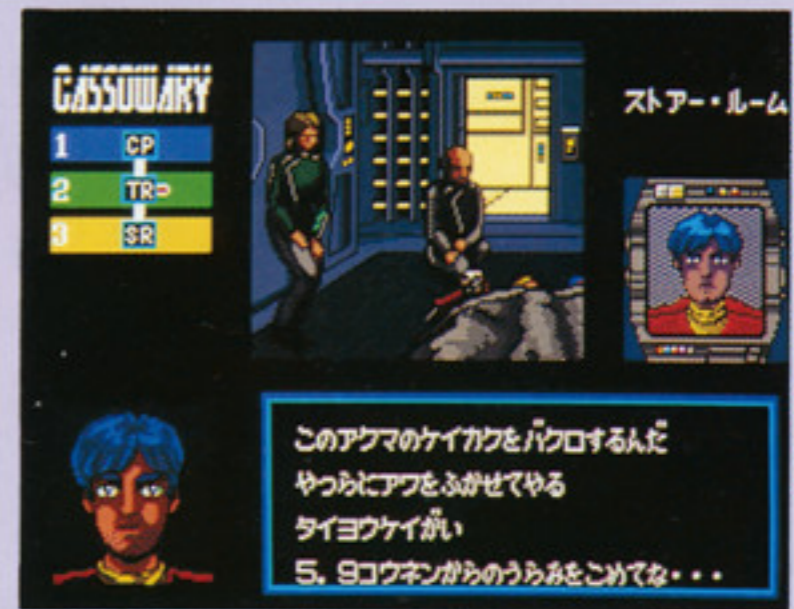 CASSOWARY
1 CP
2 TR
3 SR
ストアー・ルーム
このアクマのケイカクをバクロするんだ
やつらにアワをふかせてやる
タイヨウケイがい
5. 9コウネンからのうらみをこめてな・・・